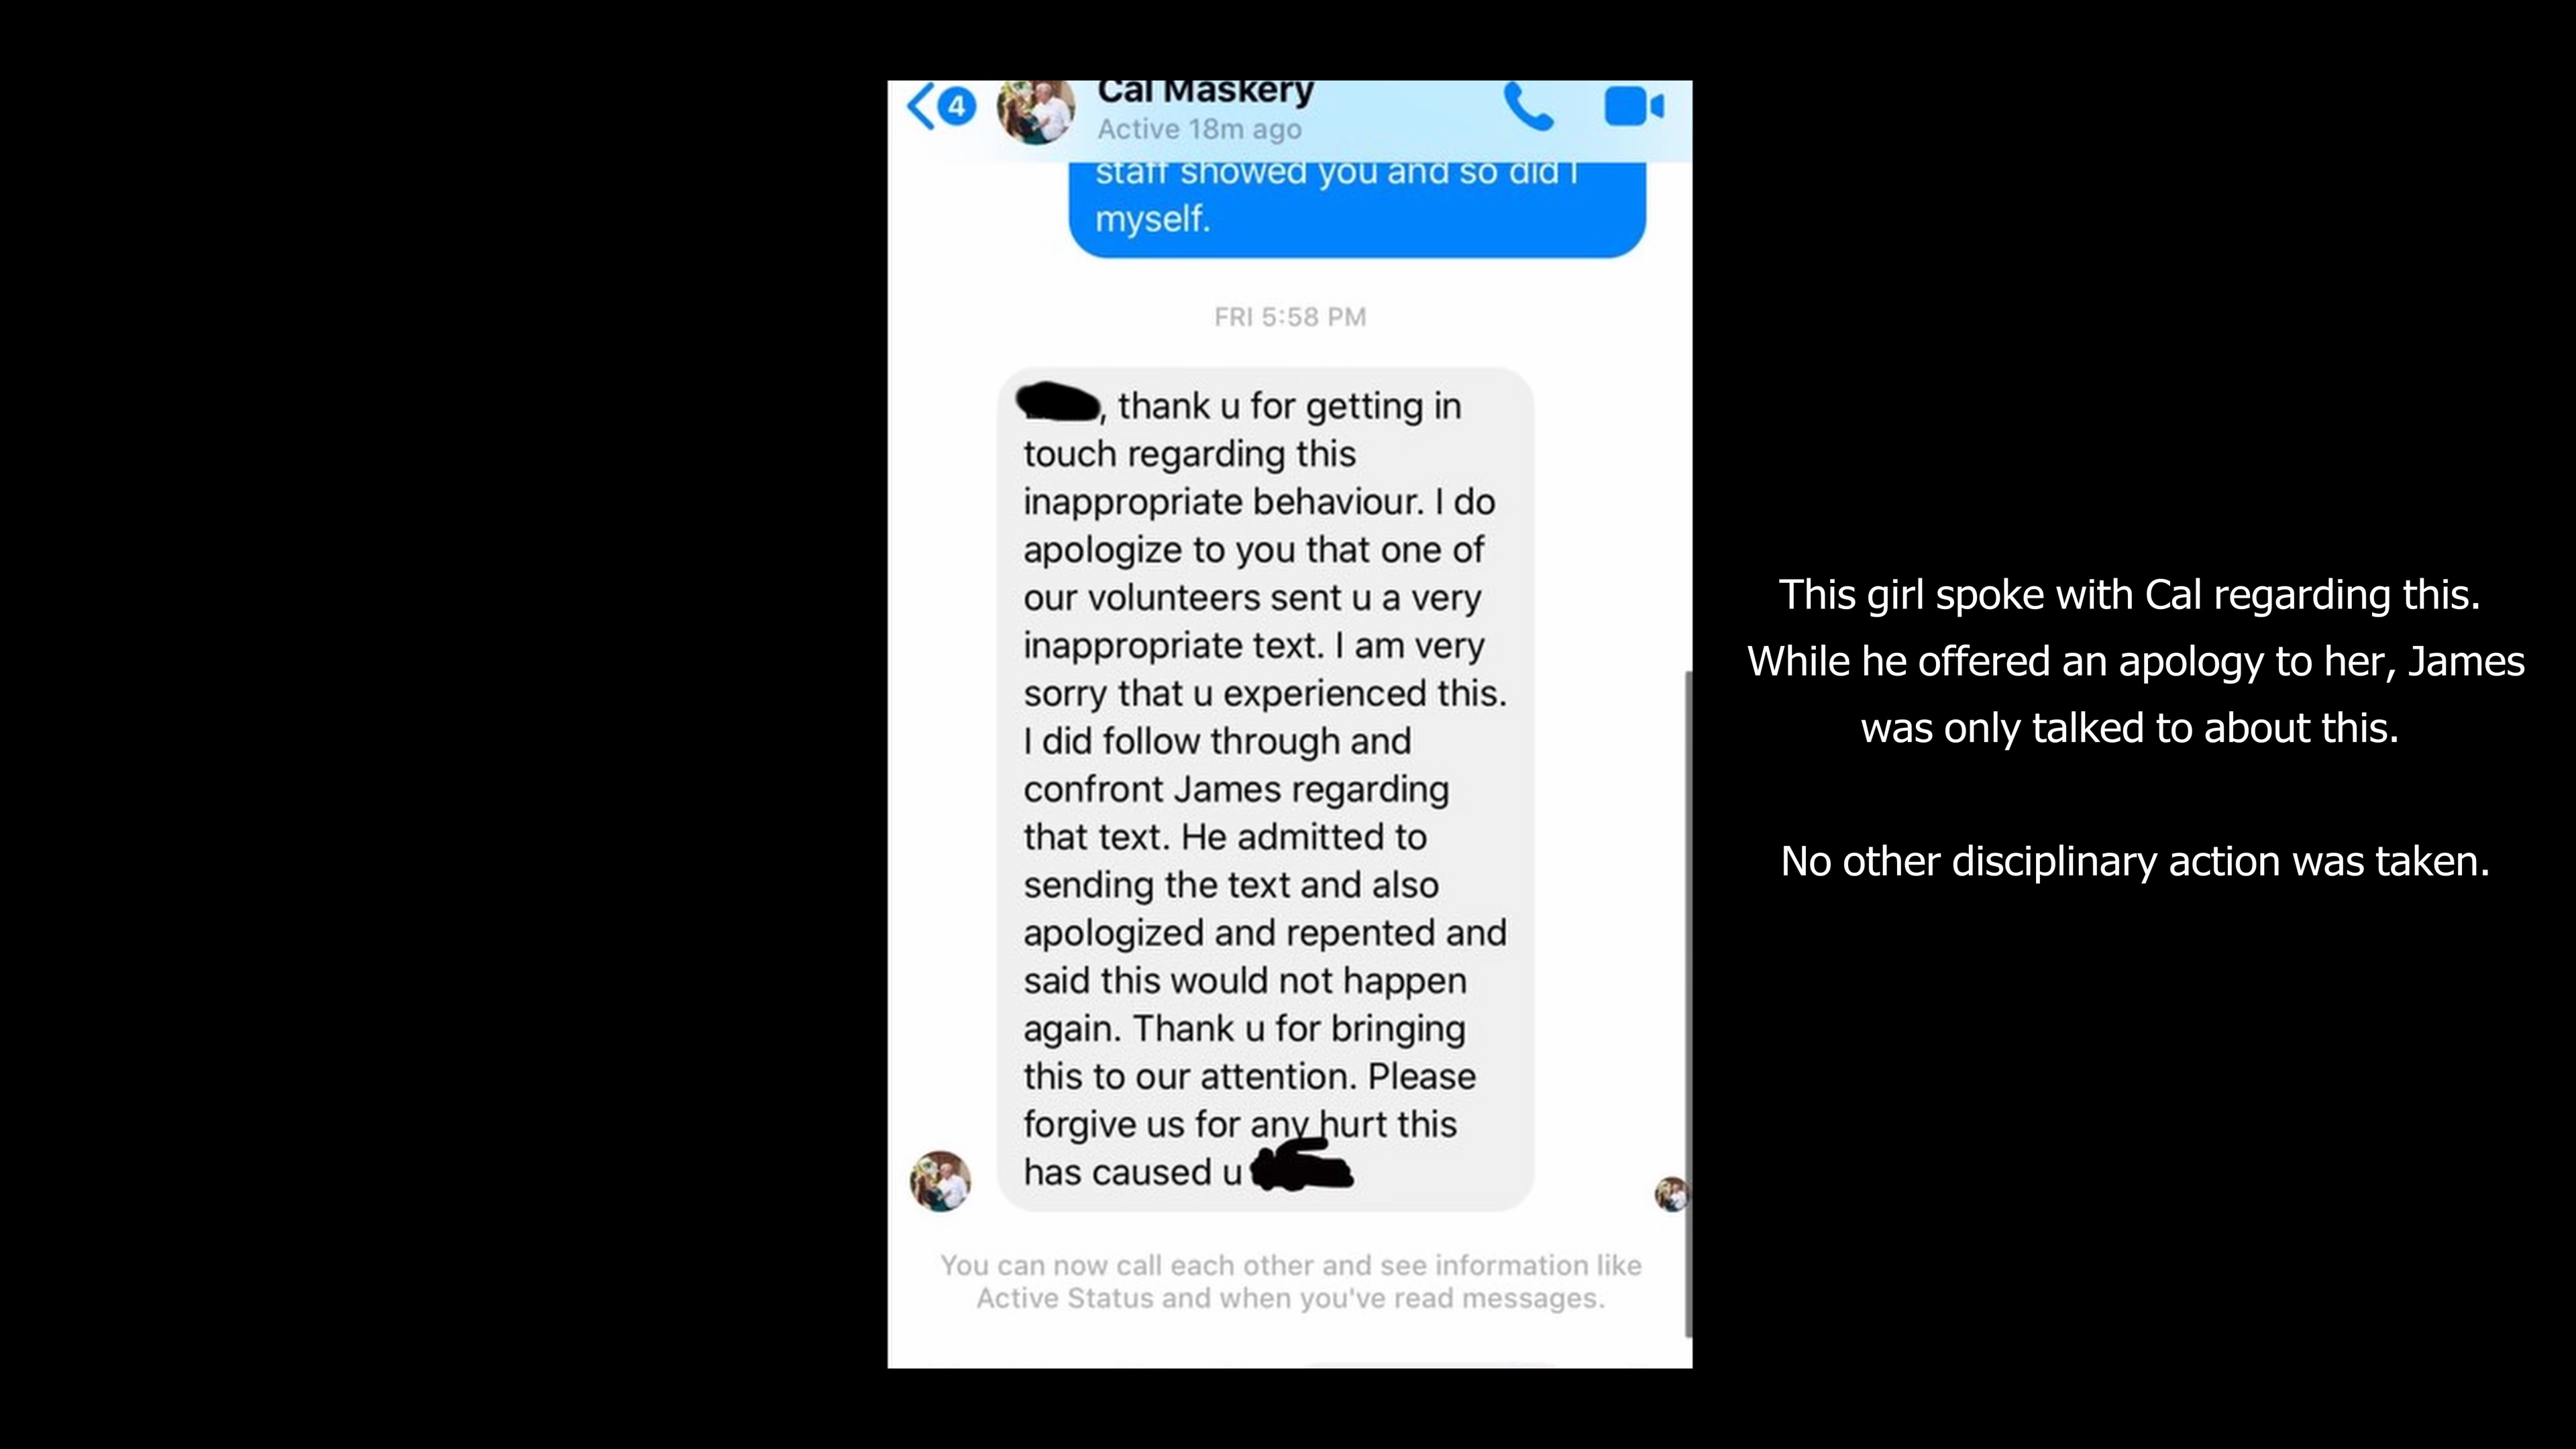 4
Cal Maskery
Active 18m ago
staff showed you and so did I
myself.
FRI 5:58 PM
, thank u for getting in
touch regarding this
inappropriate behaviour. I do
apologize to you that one of
our volunteers sent u a very
inappropriate text. I am very
sorry that u experienced this.
I did follow through and
confront James regarding
that text. He admitted to
sending the text and also
apologized and repented and
said this would not happen
again. Thank u for bringing
this to our attention. Please
forgive us for any hurt this
has caused u
You can now call each other and see information like
Active Status and when you've read messages.
This girl spoke with Cal regarding this.
While he offered an apology to her, James
was only talked to about this.
No other disciplinary action was taken.